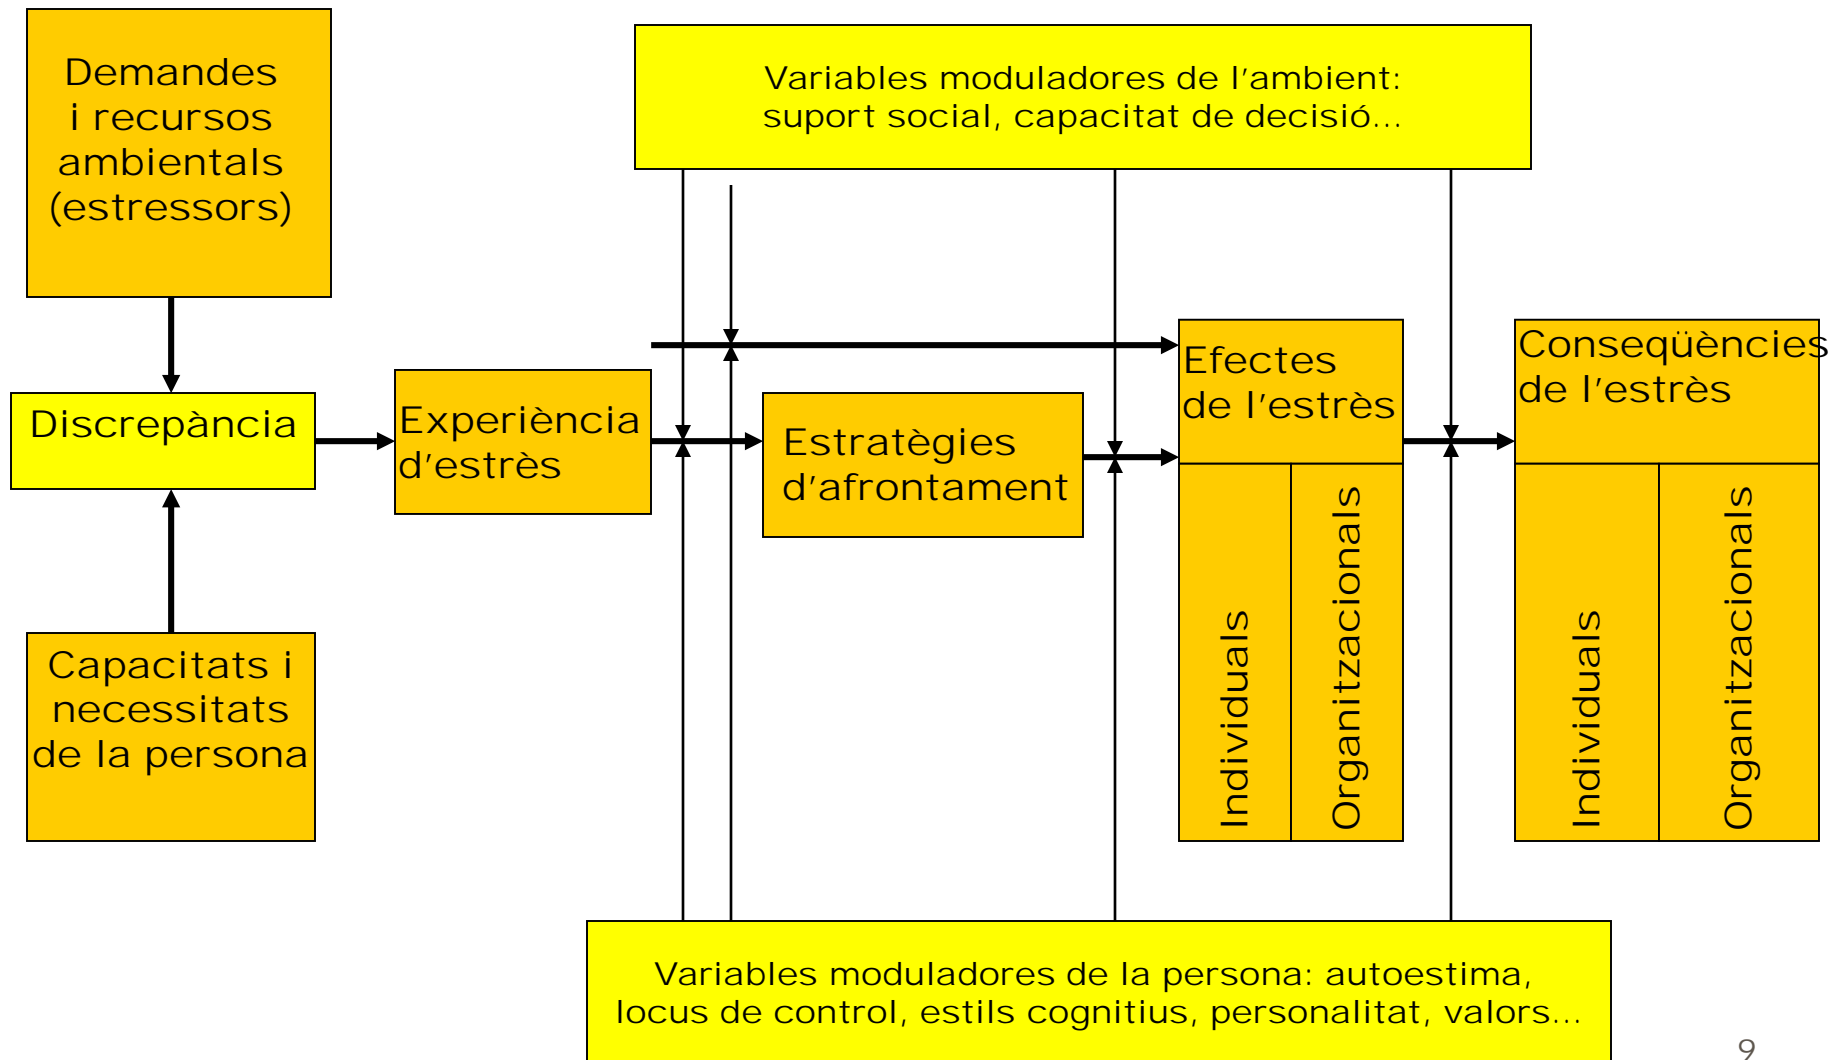 Demandes
i recursos
ambientals
(estressors)
Variables moduladores de l'ambient:
suport social, capacitat de decisió...
Discrepància
Experiència
d'estrès
Estratègies
d'afrontament
Efectes
de l'estrès
Individuals
Organitzacionals
Conseqüències
de l'estrès
Individuals
Organitzacionals
Capacitats i
necessitats
de la persona
Variables moduladores de la persona: autoestima,
locus de control, estils cognitius, personalitat, valors...
9